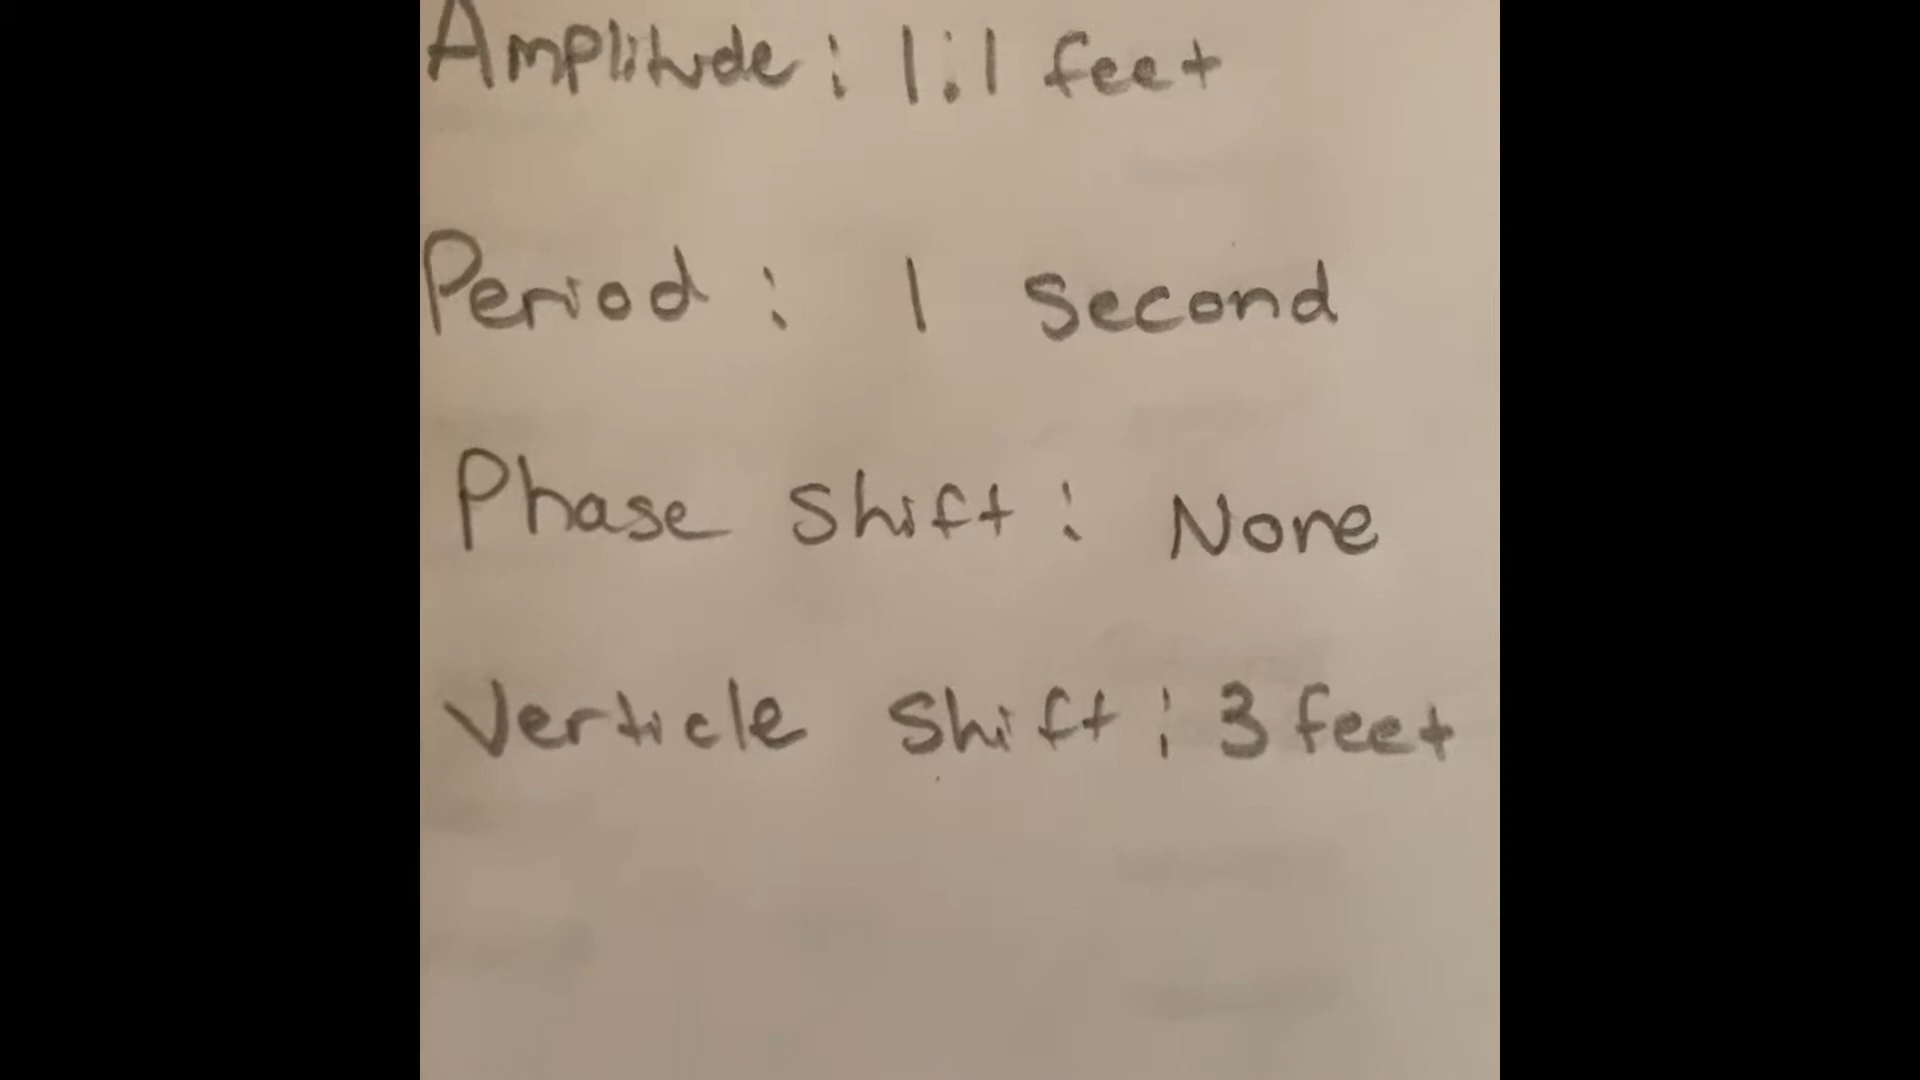 Amplitude: 1.1 feet
Period: 1 second
Phase shift: None
Verticle shift: 3 feet